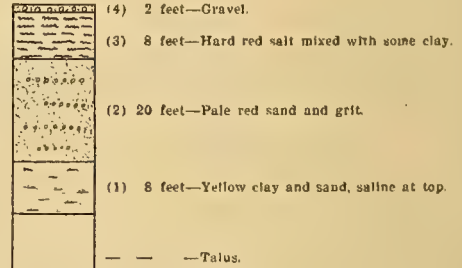 (4) 2 feet—Gravel.
(3) 8 feet—Hard red salt mixed with some clay.
(2) 20 feet—Pale red sand and grit.
(1) 8 feet—Yellow clay and sand, saline at top.
— — —Talus.